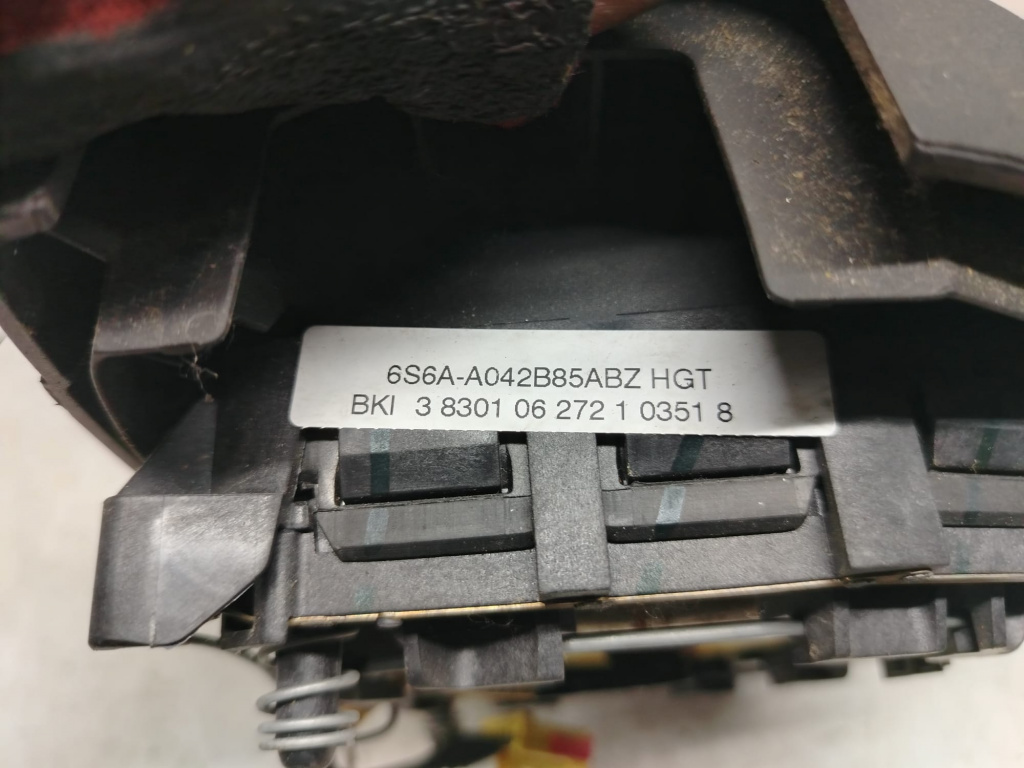 6S6A-A042B85ABZ HGT
BKI 3 8301 06 272 1 0351 8